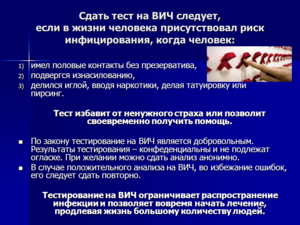 Сдать тест на ВИЧ следует,
если в жизни человека присутствовал риск
инфицирования, когда человек:
1) имел половые контакты без презерватива,
2) подвергся изнасилованию,
3) делился иглой, вводя наркотики, делая татуировку или
пирсинг.
Тест избавит от ненужного страха или позволит
своевременно получить помощь.
По закону тестирование на ВИЧ является добровольным.
Результаты тестирования – конфеденциальны и не подлежат
огласке. При желании можно сдать анализ анонимно.
В случае положительного анализа на ВИЧ, во избежание ошибок,
его следует сдать повторно.
Тестирование на ВИЧ ограничивает распространение
инфекции и позволяет вовремя начать лечение,
продлевая жизнь большому количеству людей.